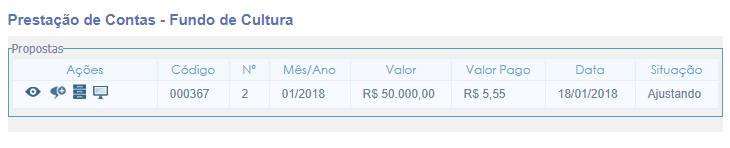 Prestação de Contas - Fundo de Cultura
Propostas
Ações Código Nº Mês/Ano Valor Valor Pago Data Situação
000367 2 01/2018 R$ 50.000,00 R$ 5,55 18/01/2018 Ajustando